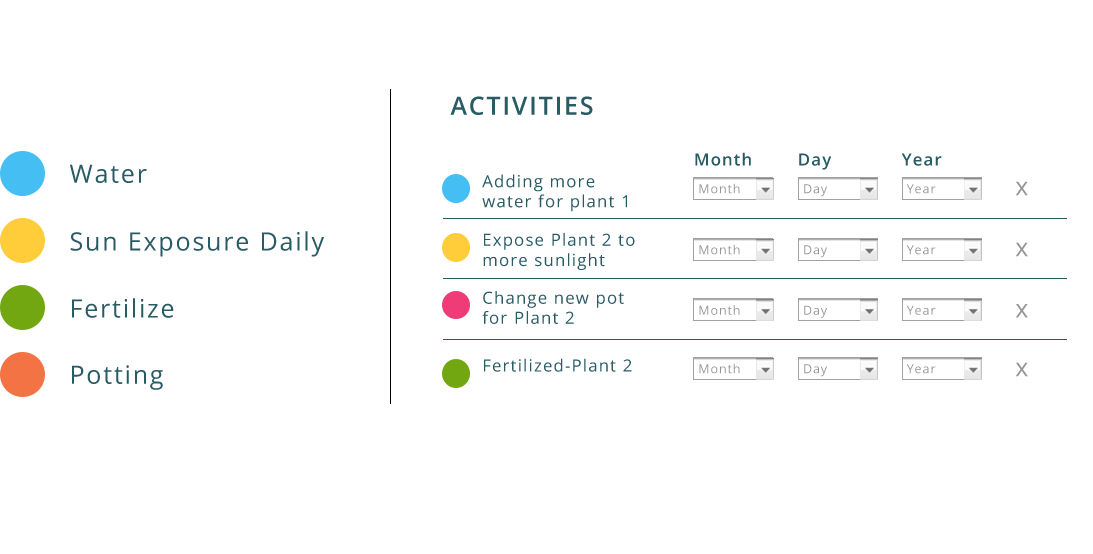 Water
Sun Exposure Daily
Fertilize
Potting
ACTIVITIES
Month Day Year
Adding more
water for plant 1
Month Day Year X
Expose Plant 2 to
more sunlight
Month Day Year X
Change new pot
for Plant 2
Month Day Year X
Fertilized-Plant 2
Month Day Year X